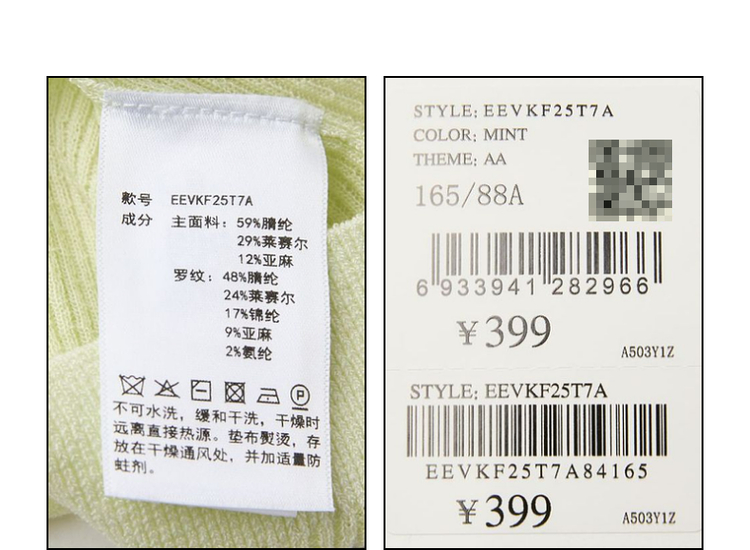 款号 EEVKF25T7A
成分 主面料: 59%腈纶
29%莱赛尔
12%亚麻
罗纹: 48%腈纶
24%莱赛尔
17%锦纶
9%亚麻
2%氨纶
P
不可水洗, 缓和干洗, 干燥时
远离直接热源。垫布熨烫, 存
放在干燥通风处, 并加适量防
蛀剂。
STYLE: EEVKF25T7A
COLOR: MINT
THEME: AA
165/88A
6 933941 282966
¥399
A503Y1Z
STYLE: EEVKF25T7A
EEVKF25T7A84165
¥399
A503Y1Z